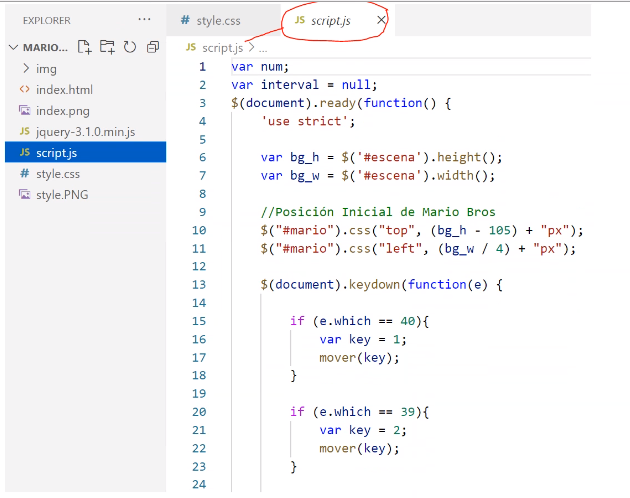 EXPLORER ...
MARIO...
img
index.html
index.png
JS jquery-3.1.0.min.js
JS script.js
# style.css
style.PNG
# style.css JS script.js ×
JS script.js > ...
1 var num;
2 var interval = null;
3 $(document).ready(function() {
4 'use strict';
5
6 var bg_h = $('#escena').height();
7 var bg_w = $('#escena').width();
8
9 //Posición Inicial de Mario Bros
10 $("#mario").css("top", (bg_h - 105) + "px");
11 $("#mario").css("left", (bg_w / 4) + "px");
12
13 $(document).keydown(function(e) {
14
15 if (e.which == 40){
16 var key = 1;
17 mover(key);
18 }
19
20 if (e.which == 39){
21 var key = 2;
22 mover(key);
23 }
24